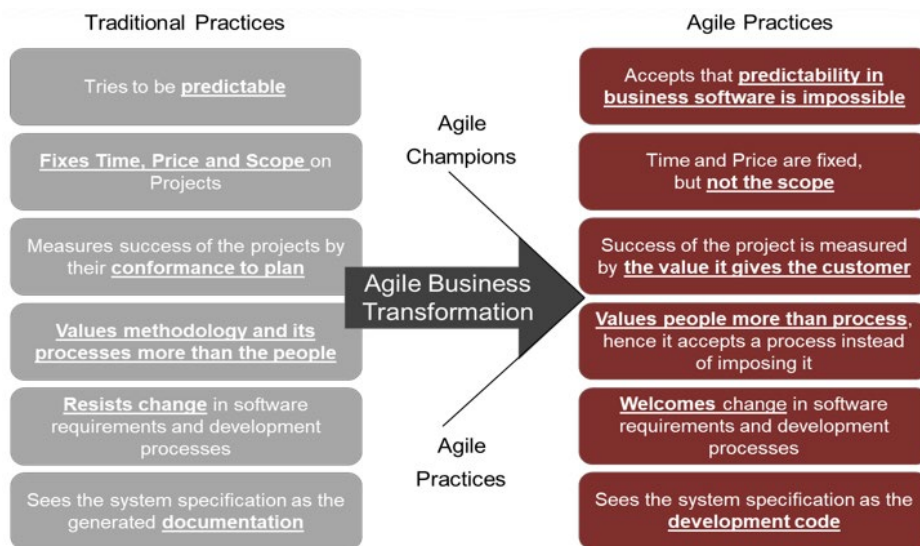 Traditional Practices
Agile Practices
Tries to be predictable
Fixes Time, Price and Scope on
Projects
Measures success of the projects by
their conformance to plan
Values methodology and its
processes more than the people
Resists change in software
requirements and development
processes
Sees the system specification as the
generated documentation
Agile
Champions
Agile Business
Transformation
Agile
Practices
Accepts that predictability in
business software is impossible
Time and Price are fixed,
but not the scope
Success of the project is measured
by the value it gives the customer
Values people more than process,
hence it accepts a process instead
of imposing it
Welcomes change in software
requirements and development
processes
Sees the system specification as the
development code